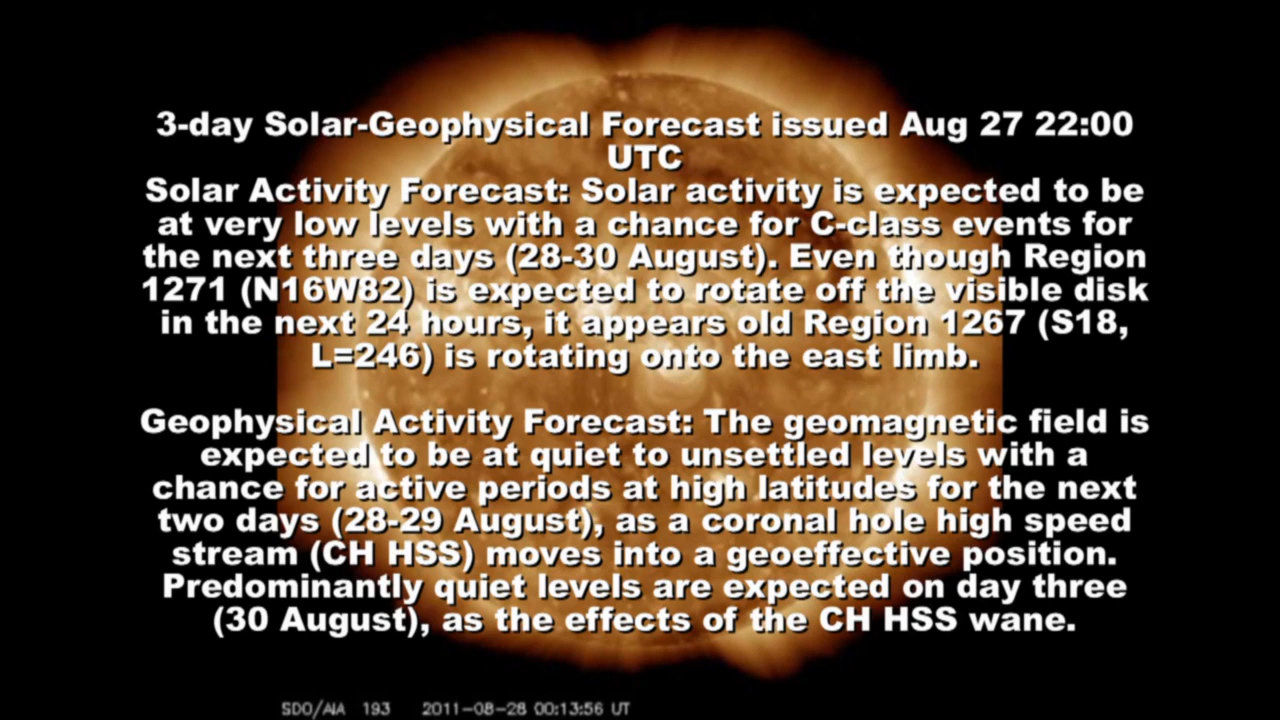 3-day Solar-Geophysical Forecast issued Aug 27 22:00
UTC
Solar Activity Forecast: Solar activity is expected to be
at very low levels with a chance for C-class events for
the next three days (28-30 August). Even though Region
1271 (N16W82) is expected to rotate off the visible disk
in the next 24 hours, it appears old Region 1267 (S18,
L=246) is rotating onto the east limb.
Geophysical Activity Forecast: The geomagnetic field is
expected to be at quiet to unsettled levels with a
chance for active periods at high latitudes for the next
two days (28-29 August), as a coronal hole high speed
stream (CH HSS) moves into a geoeffective position.
Predominantly quiet levels are expected on day three
(30 August), as the effects of the CH HSS wane.
SDO/AIA 193 2011-08-28 00:13:56 UT